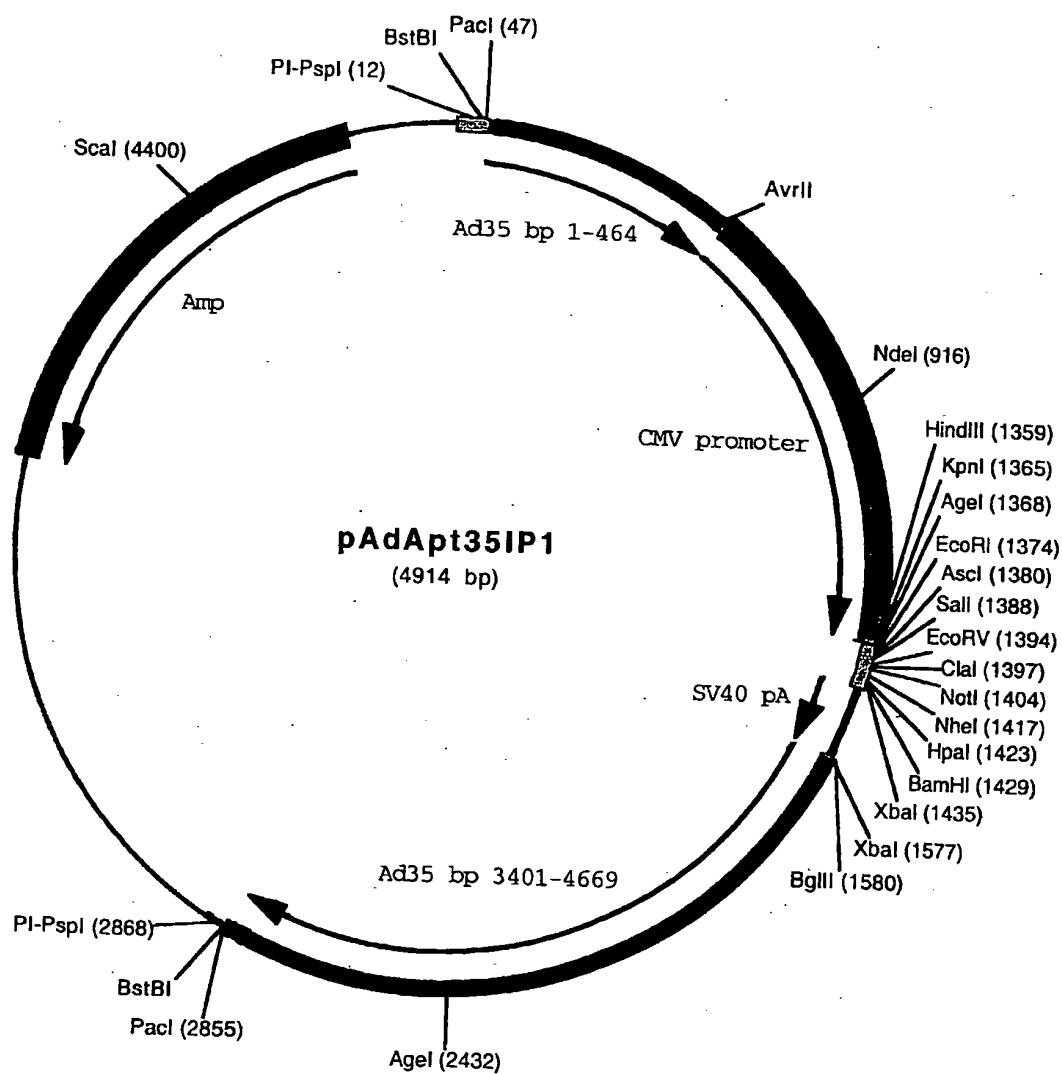 PacI (47)
BstBI
PI-PspI (12)
ScaI (4400)
AvrII
Ad35 bp 1-464
Amp
NdeI (916)
CMV promoter
HindIII (1359)
KpnI (1365)
AgeI (1368)
EcoRI (1374)
AscI (1380)
SalI (1388)
EcoRV (1394)
ClaI (1397)
NotI (1404)
NheI (1417)
HpaI (1423)
BamHI (1429)
XbaI (1435)
XbaI (1577)
BglII (1580)
pAdApt35IP1
(4914 bp)
SV40 pA
Ad35 bp 3401-4669
PI-PspI (2868)
BstBI
PacI (2855)
AgeI (2432)